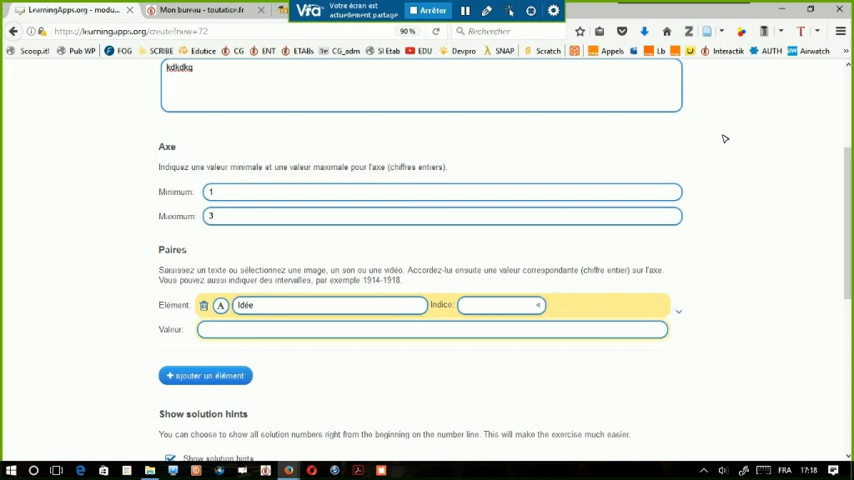 LearningApps.org - modu...
Mon bureau - toutatice.fr
Votre écran est
actuellement partagé
Arrêter
https://learningapps.org/create?new=72
90 %
Rechercher
Scoop.it!
Pub WP
FOG
SCRIBE
Edutice
CG
ENT
ETABs
CG_adm
SI Etab
EDU
Devpro
SNAP
Scratch
Appels
Lb
Interactik
AUTH
Airwatch
kdkdkq
Axe
Indiquez une valeur minimale et une valeur maximale pour l'axe (chiffres entiers).
Minimum: 1
Maximum: 3
Paires
Saisissez un texte ou sélectionnez une image, un son ou une vidéo. Accordez-lui ensuite une valeur correspondante (chiffre entier) sur l'axe.
Vous pouvez aussi indiquer des intervalles, par exemple 1914-1918.
Elément: A Idée Indice:
Valeur:
+ ajouter un élément
Show solution hints
You can choose to show all solution numbers right from the beginning on the number line. This will make the exercise much easier.
Show solution hints
FRA 17:18